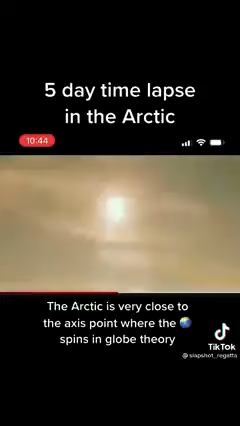 5 day time lapse
in the Arctic
10:44
The Arctic is very close to
the axis point where the 🌏
spins in globe theory
TikTok
@slapshot_regatta